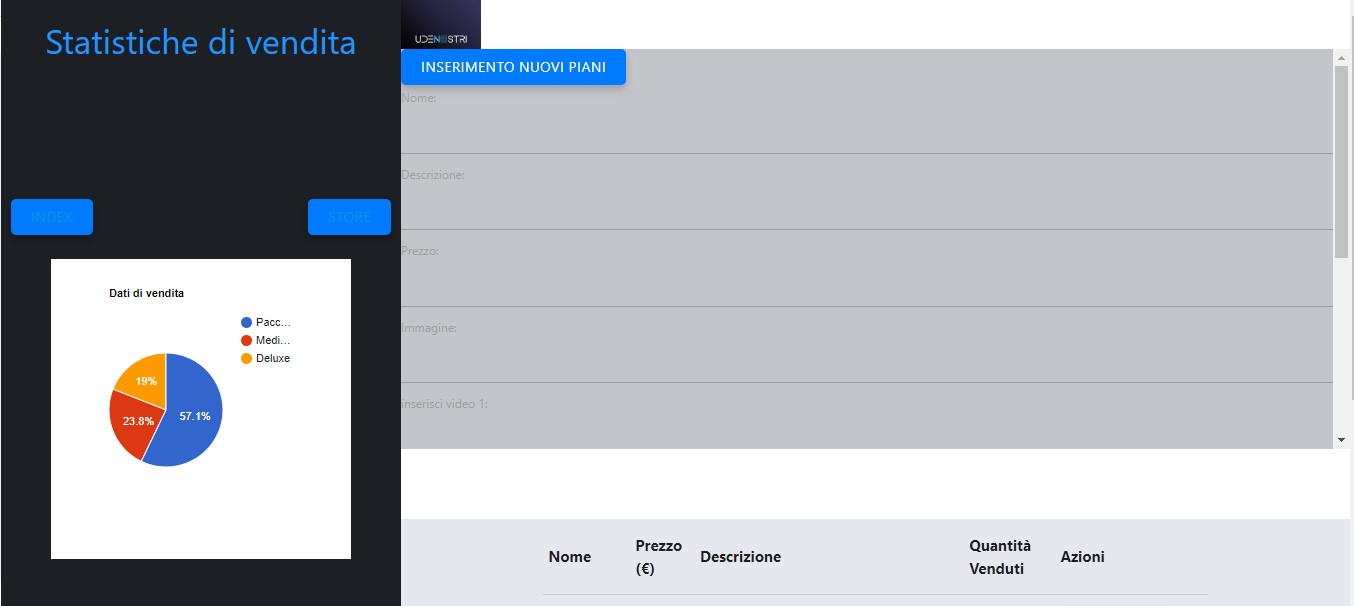 Statistiche di vendita
INDEX
STORE
Dati di vendita
Pacc...
Medi...
Deluxe
19%
23.8%
57.1%
UDENOSTRI
INSERIMENTO NUOVI PIANI
Nome:
Descrizione:
Prezzo:
Immagine:
inserisci video 1:
Nome
Prezzo
(€)
Descrizione
Quantità
Venduti
Azioni